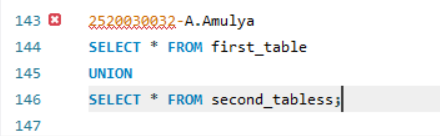 143 2520030032-A.Amulya
144 SELECT * FROM first_table
145 UNION
146 SELECT * FROM second_tabless;
147